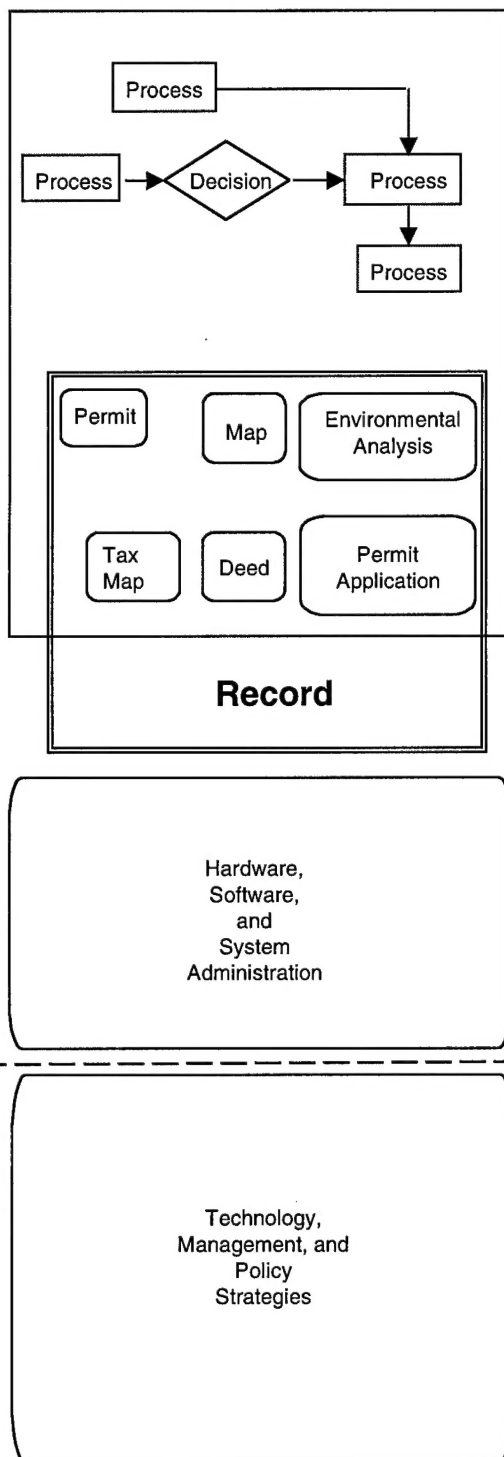 Process
Process
Decision
Process
Process
Permit
Map
Environmental
Analysis
Tax
Map
Deed
Permit
Application
Record
Hardware,
Software,
and
System
Administration
Technology,
Management, and
Policy
Strategies